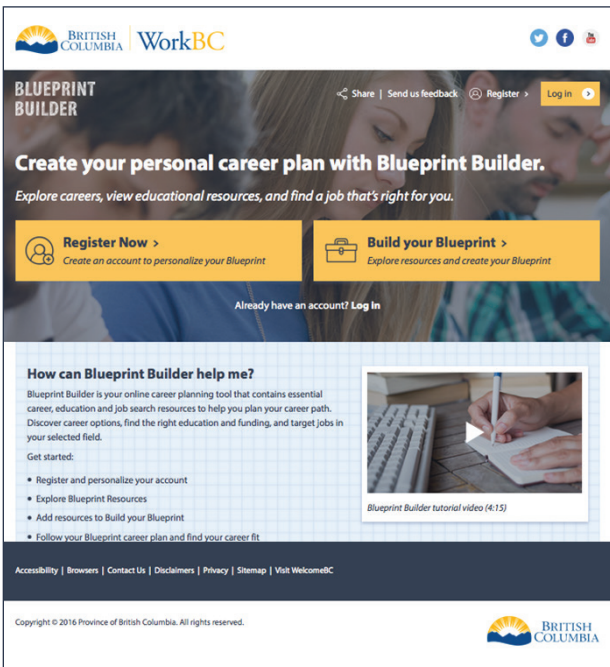 BRITISH
COLUMBIA
WorkBC
BLUEPRINT
BUILDER
Share | Send us feedback Register > Log in
Create your personal career plan with Blueprint Builder.
Explore careers, view educational resources, and find a job that's right for you.
Register Now >
Create an account to personalize your Blueprint
Build your Blueprint >
Explore resources and create your Blueprint
Already have an account? Log In
How can Blueprint Builder help me?
Blueprint Builder is your online career planning tool that contains essential
career, education and job search resources to help you plan your career path.
Discover career options, find the right education and funding, and target jobs in
your selected field.
Get started:
• Register and personalize your account
• Explore Blueprint Resources
• Add resources to Build your Blueprint
• Follow your Blueprint career plan and find your career fit
Blueprint Builder tutorial video (4:15)
Accessibility | Browsers | Contact Us | Disclaimers | Privacy | Sitemap | Visit WelcomeBC
Copyright © 2016 Province of British Columbia. All rights reserved.
BRITISH
COLUMBIA